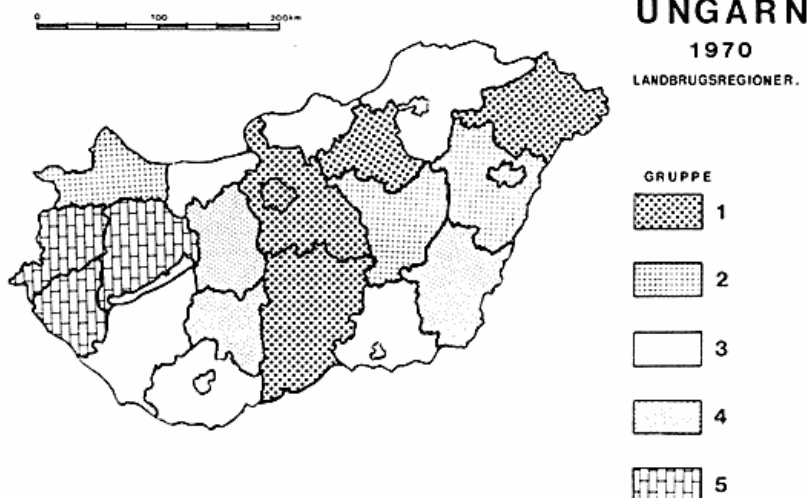 0 100 200km
UNGARN
1970
LANDBRUGSREGIONER.
GRUPPE
1
2
3
4
5